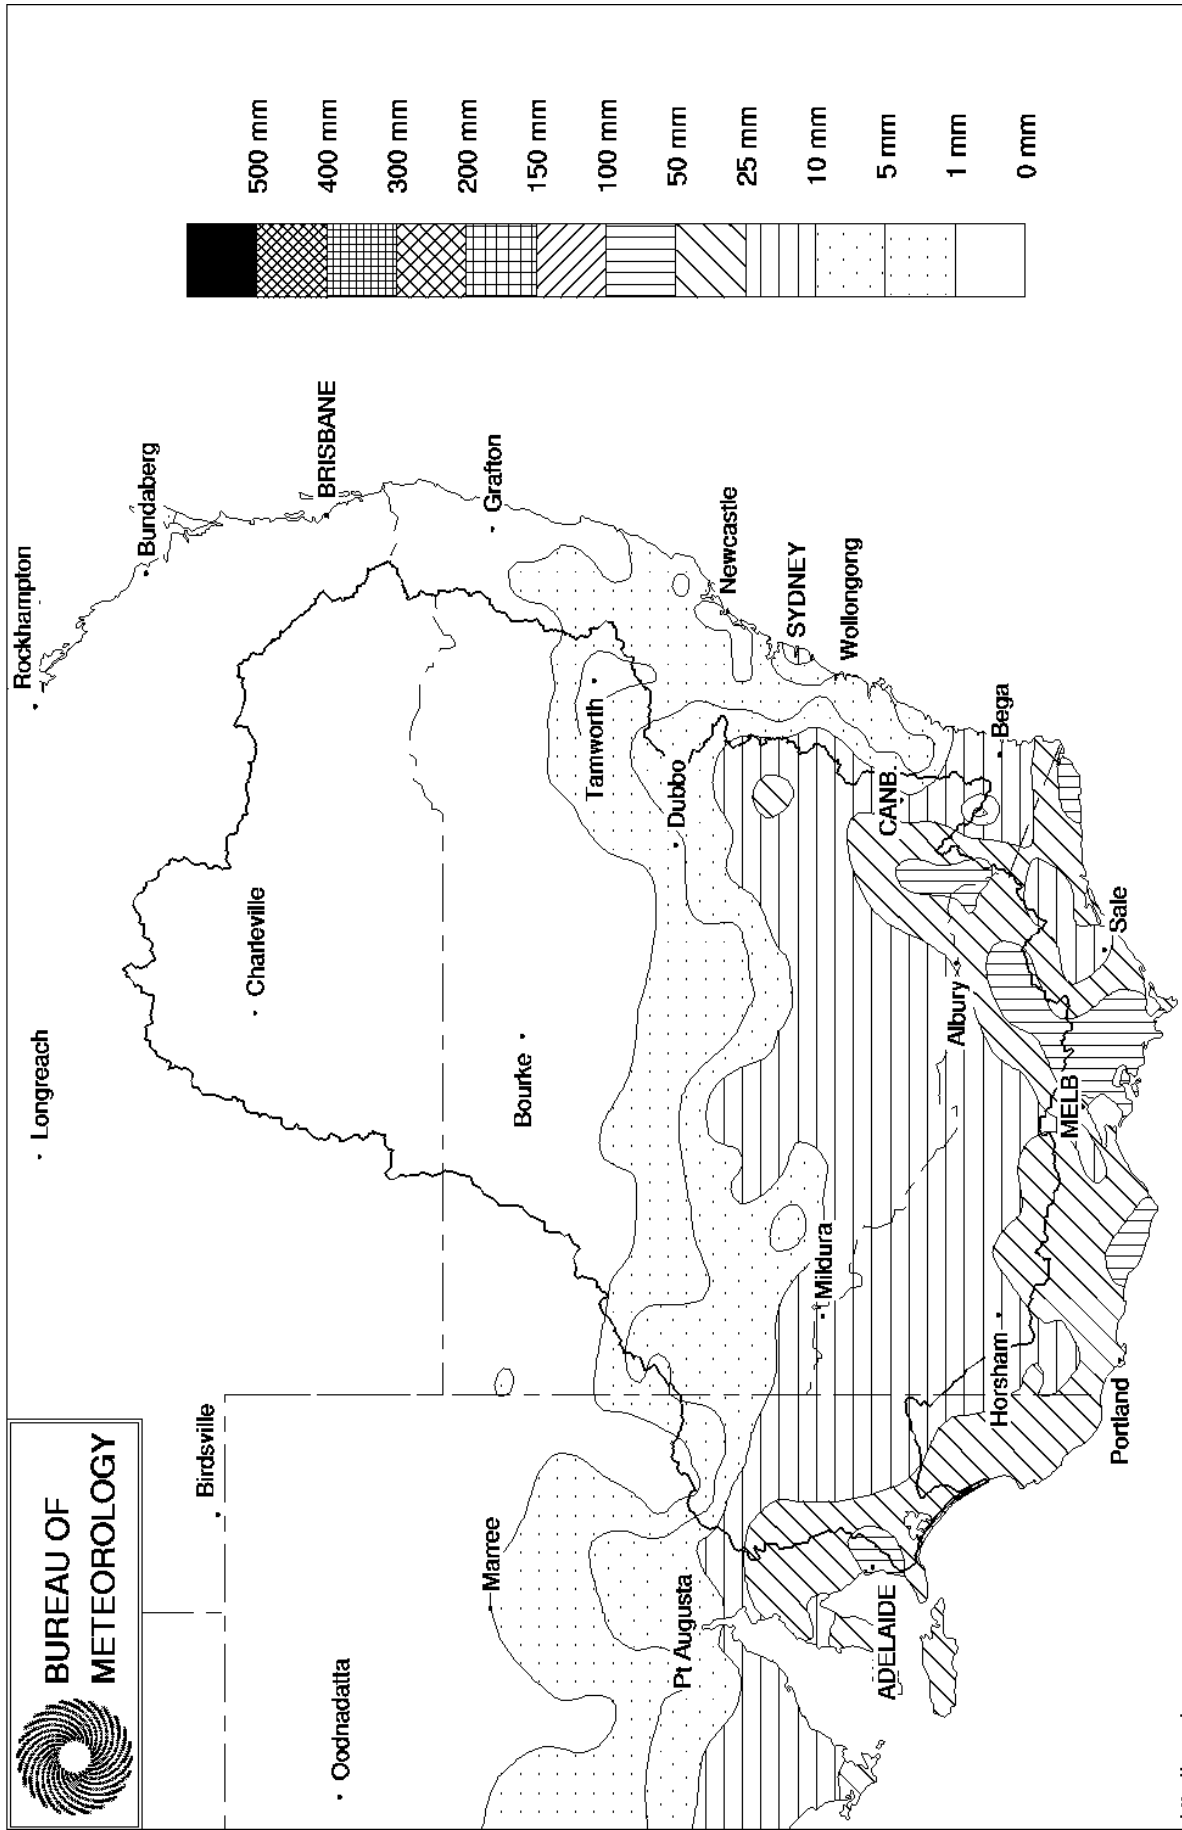 BUREAU OF
METEOROLOGY
Longreach
Rockhampton
Bundaberg
Birdsville
Charleville
BRISBANE
Oodnadatta
Marree
Bourke
Grafton
Tamworth
Pt Augusta
Dubbo
Newcastle
SYDNEY
Mildura
Wollongong
ADELAIDE
CANB.
Albury
Horsham
Bega
MELB
Portland
Sale
500 mm
400 mm
300 mm
200 mm
150 mm
100 mm
50 mm
25 mm
10 mm
5 mm
1 mm
0 mm